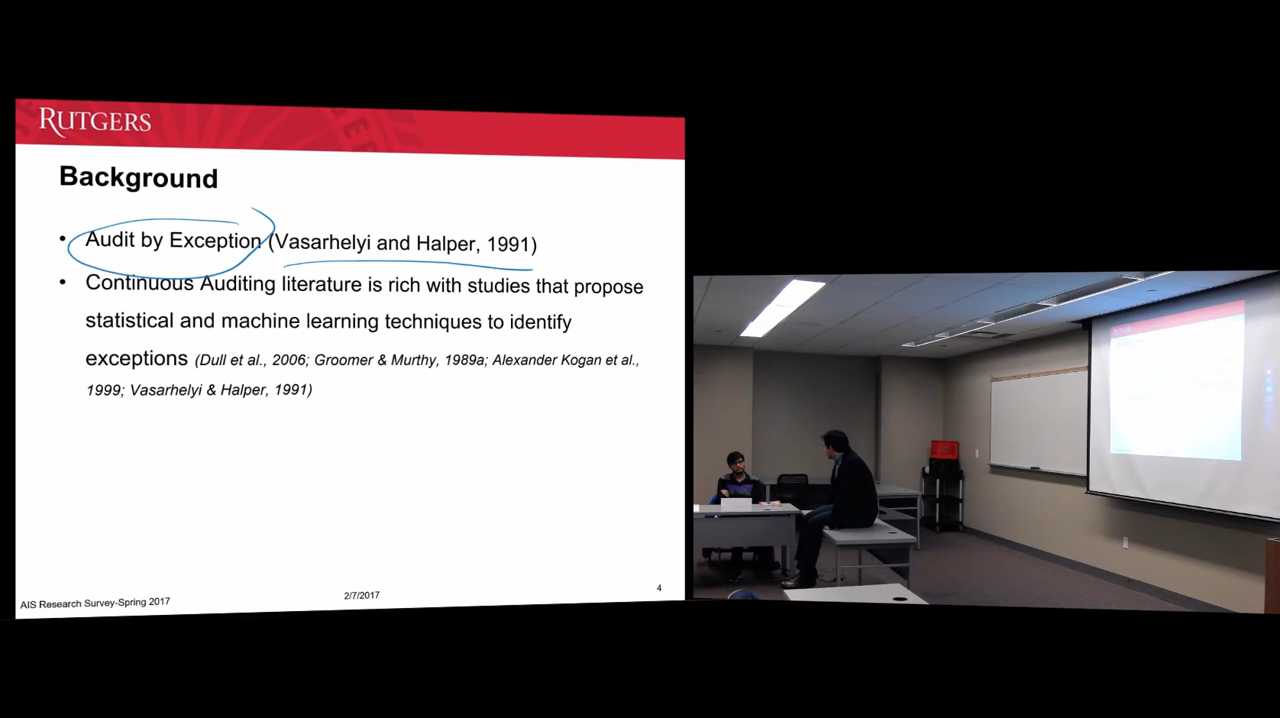 RUTGERS
Background
• Audit by Exception (Vasarhelyi and Halper, 1991)
• Continuous Auditing literature is rich with studies that propose
statistical and machine learning techniques to identify
exceptions (Dull et al., 2006; Groomer & Murthy, 1989a; Alexander Kogan et al.,
1999; Vasarhelyi & Halper, 1991)
AIS Research Survey-Spring 2017
2/7/2017
4